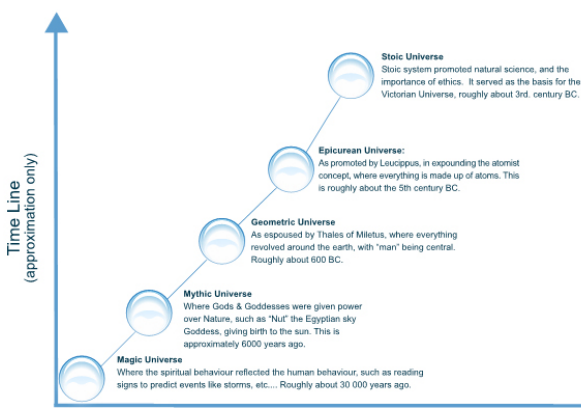 Stoic Universe
Stoic system promoted natural science, and the
importance of ethics. It served as the basis for the
Victorian Universe, roughly about 3rd. century BC.
Epicurean Universe:
As promoted by Leucippus, in expounding the atomist
concept, where everything is made up of atoms. This
is roughly about the 5th century BC.
Geometric Universe
As espoused by Thales of Miletus, where everything
revolved around the earth, with "man" being central.
Roughly about 600 BC.
Mythic Universe
Where Gods & Goddesses were given power
over Nature, such as "Nut" the Egyptian sky
Goddess, giving birth to the sun. This is
approximately 6000 years ago.
Magic Universe
Where the spiritual behaviour reflected the human behaviour, such as reading
signs to predict events like storms, etc.... Roughly about 30 000 years ago.
Time Line
(approximation only)